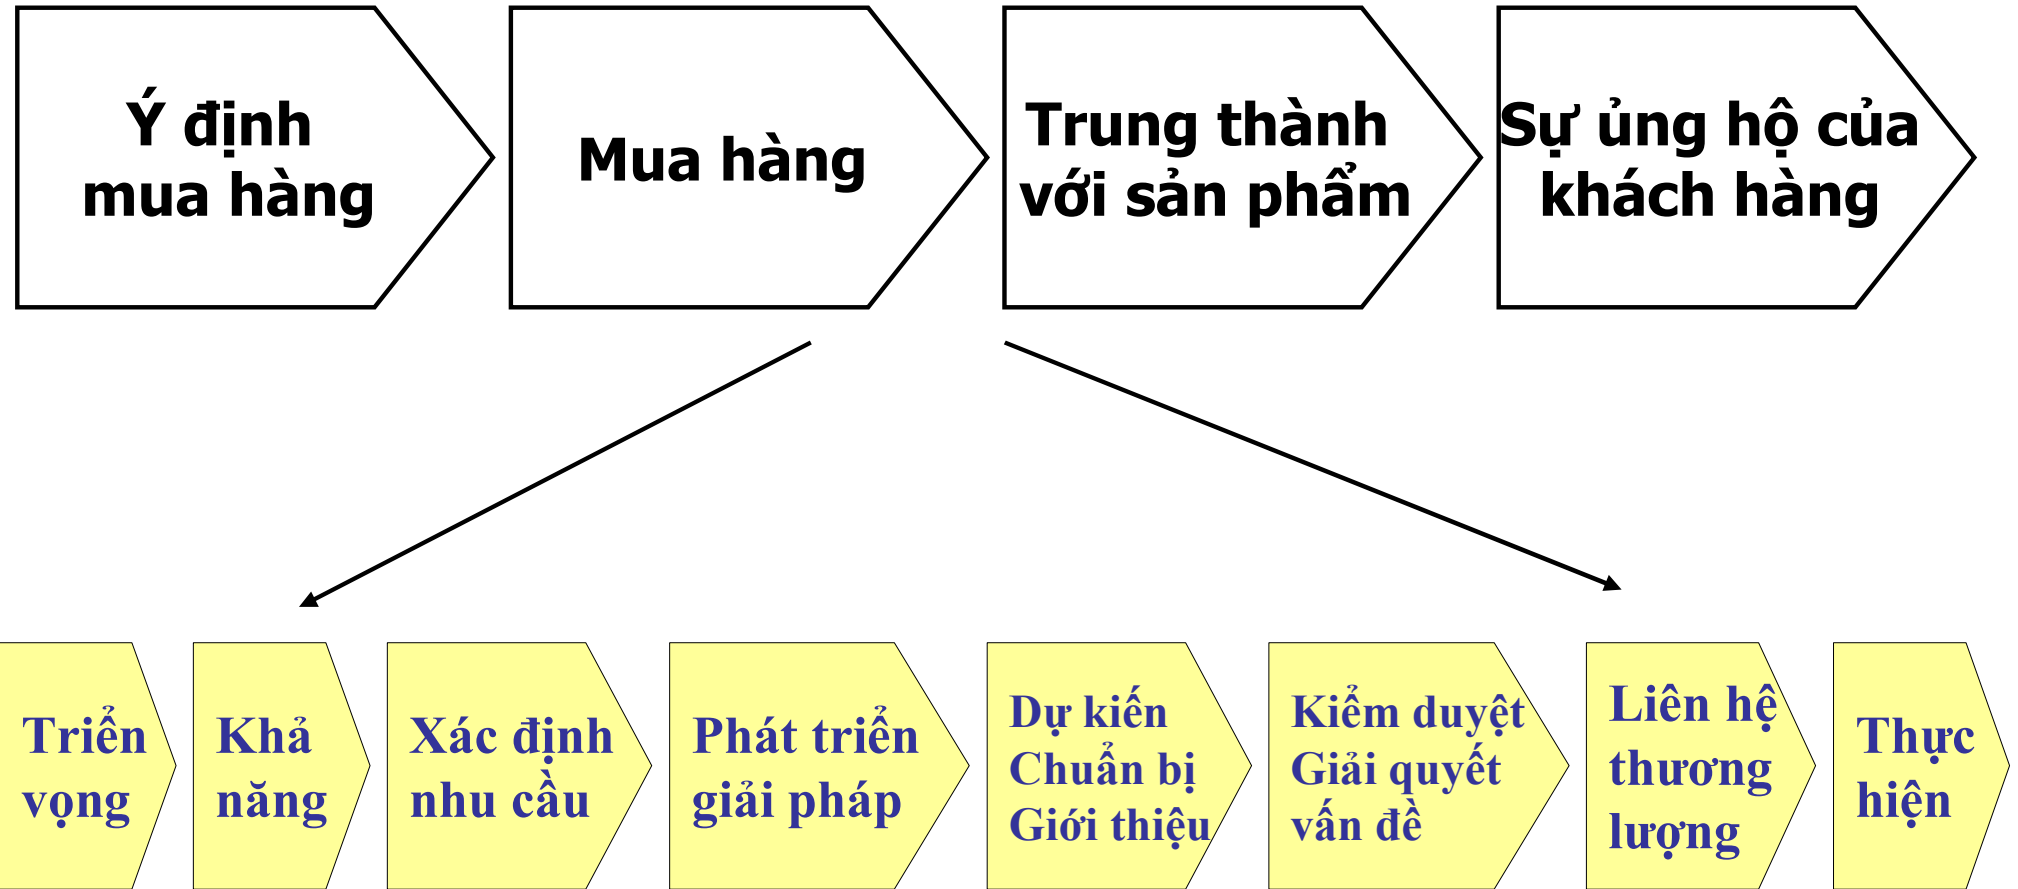 Ý định
mua hàng
Mua hàng
Trung thành
với sản phẩm
Sự ủng hộ của
khách hàng
Triển
vọng
Khả
năng
Xác định
nhu cầu
Phát triển
giải pháp
Dự kiến
Chuẩn bị
Giới thiệu
Kiểm duyệt
Giải quyết
vấn đề
Liên hệ
thương
lượng
Thực
hiện